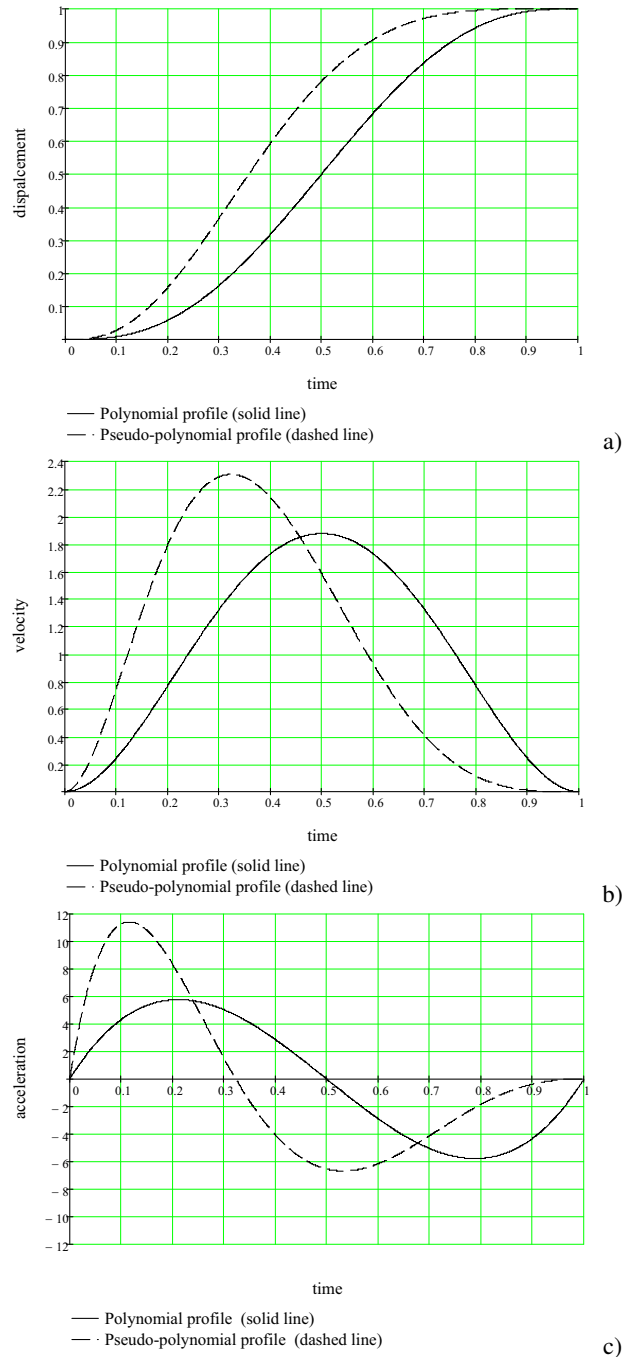 1
0.9
0.8
0.7
0.6
0.5
0.4
0.3
0.2
0.1
dispalcement
0 0.1 0.2 0.3 0.4 0.5 0.6 0.7 0.8 0.9 1
time
Polynomial profile (solid line)
Pseudo-polynomial profile (dashed line)
a)
2.4
2.2
2
1.8
1.6
1.4
1.2
1
0.8
0.6
0.4
0.2
velocity
0 0.1 0.2 0.3 0.4 0.5 0.6 0.7 0.8 0.9 1
time
Polynomial profile (solid line)
Pseudo-polynomial profile (dashed line)
b)
12
10
8
6
4
2
acceleration
0 0.1 0.2 0.3 0.4 0.5 0.6 0.7 0.8 0.9 1
− 2
− 4
− 6
− 8
− 10
− 12
time
Polynomial profile (solid line)
Pseudo-polynomial profile (dashed line)
c)